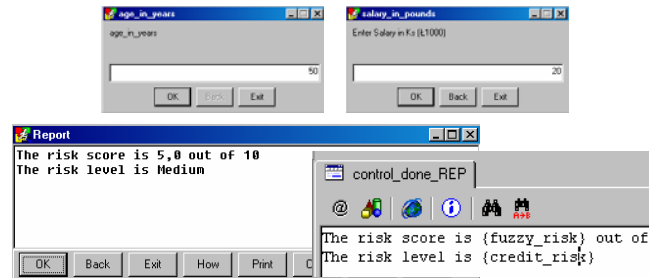 age_in_years
age_in_years
50
OK Back Exit
salary_in_pounds
Enter Salary in Ks (Ł1000)
20
OK Back Exit
Report
The risk score is 5,0 out of 10
The risk level is Medium
OK Back Exit How Print C
control_done_REP
@ A→B
The risk score is {fuzzy_risk} out of
The risk level is {credit_risk}